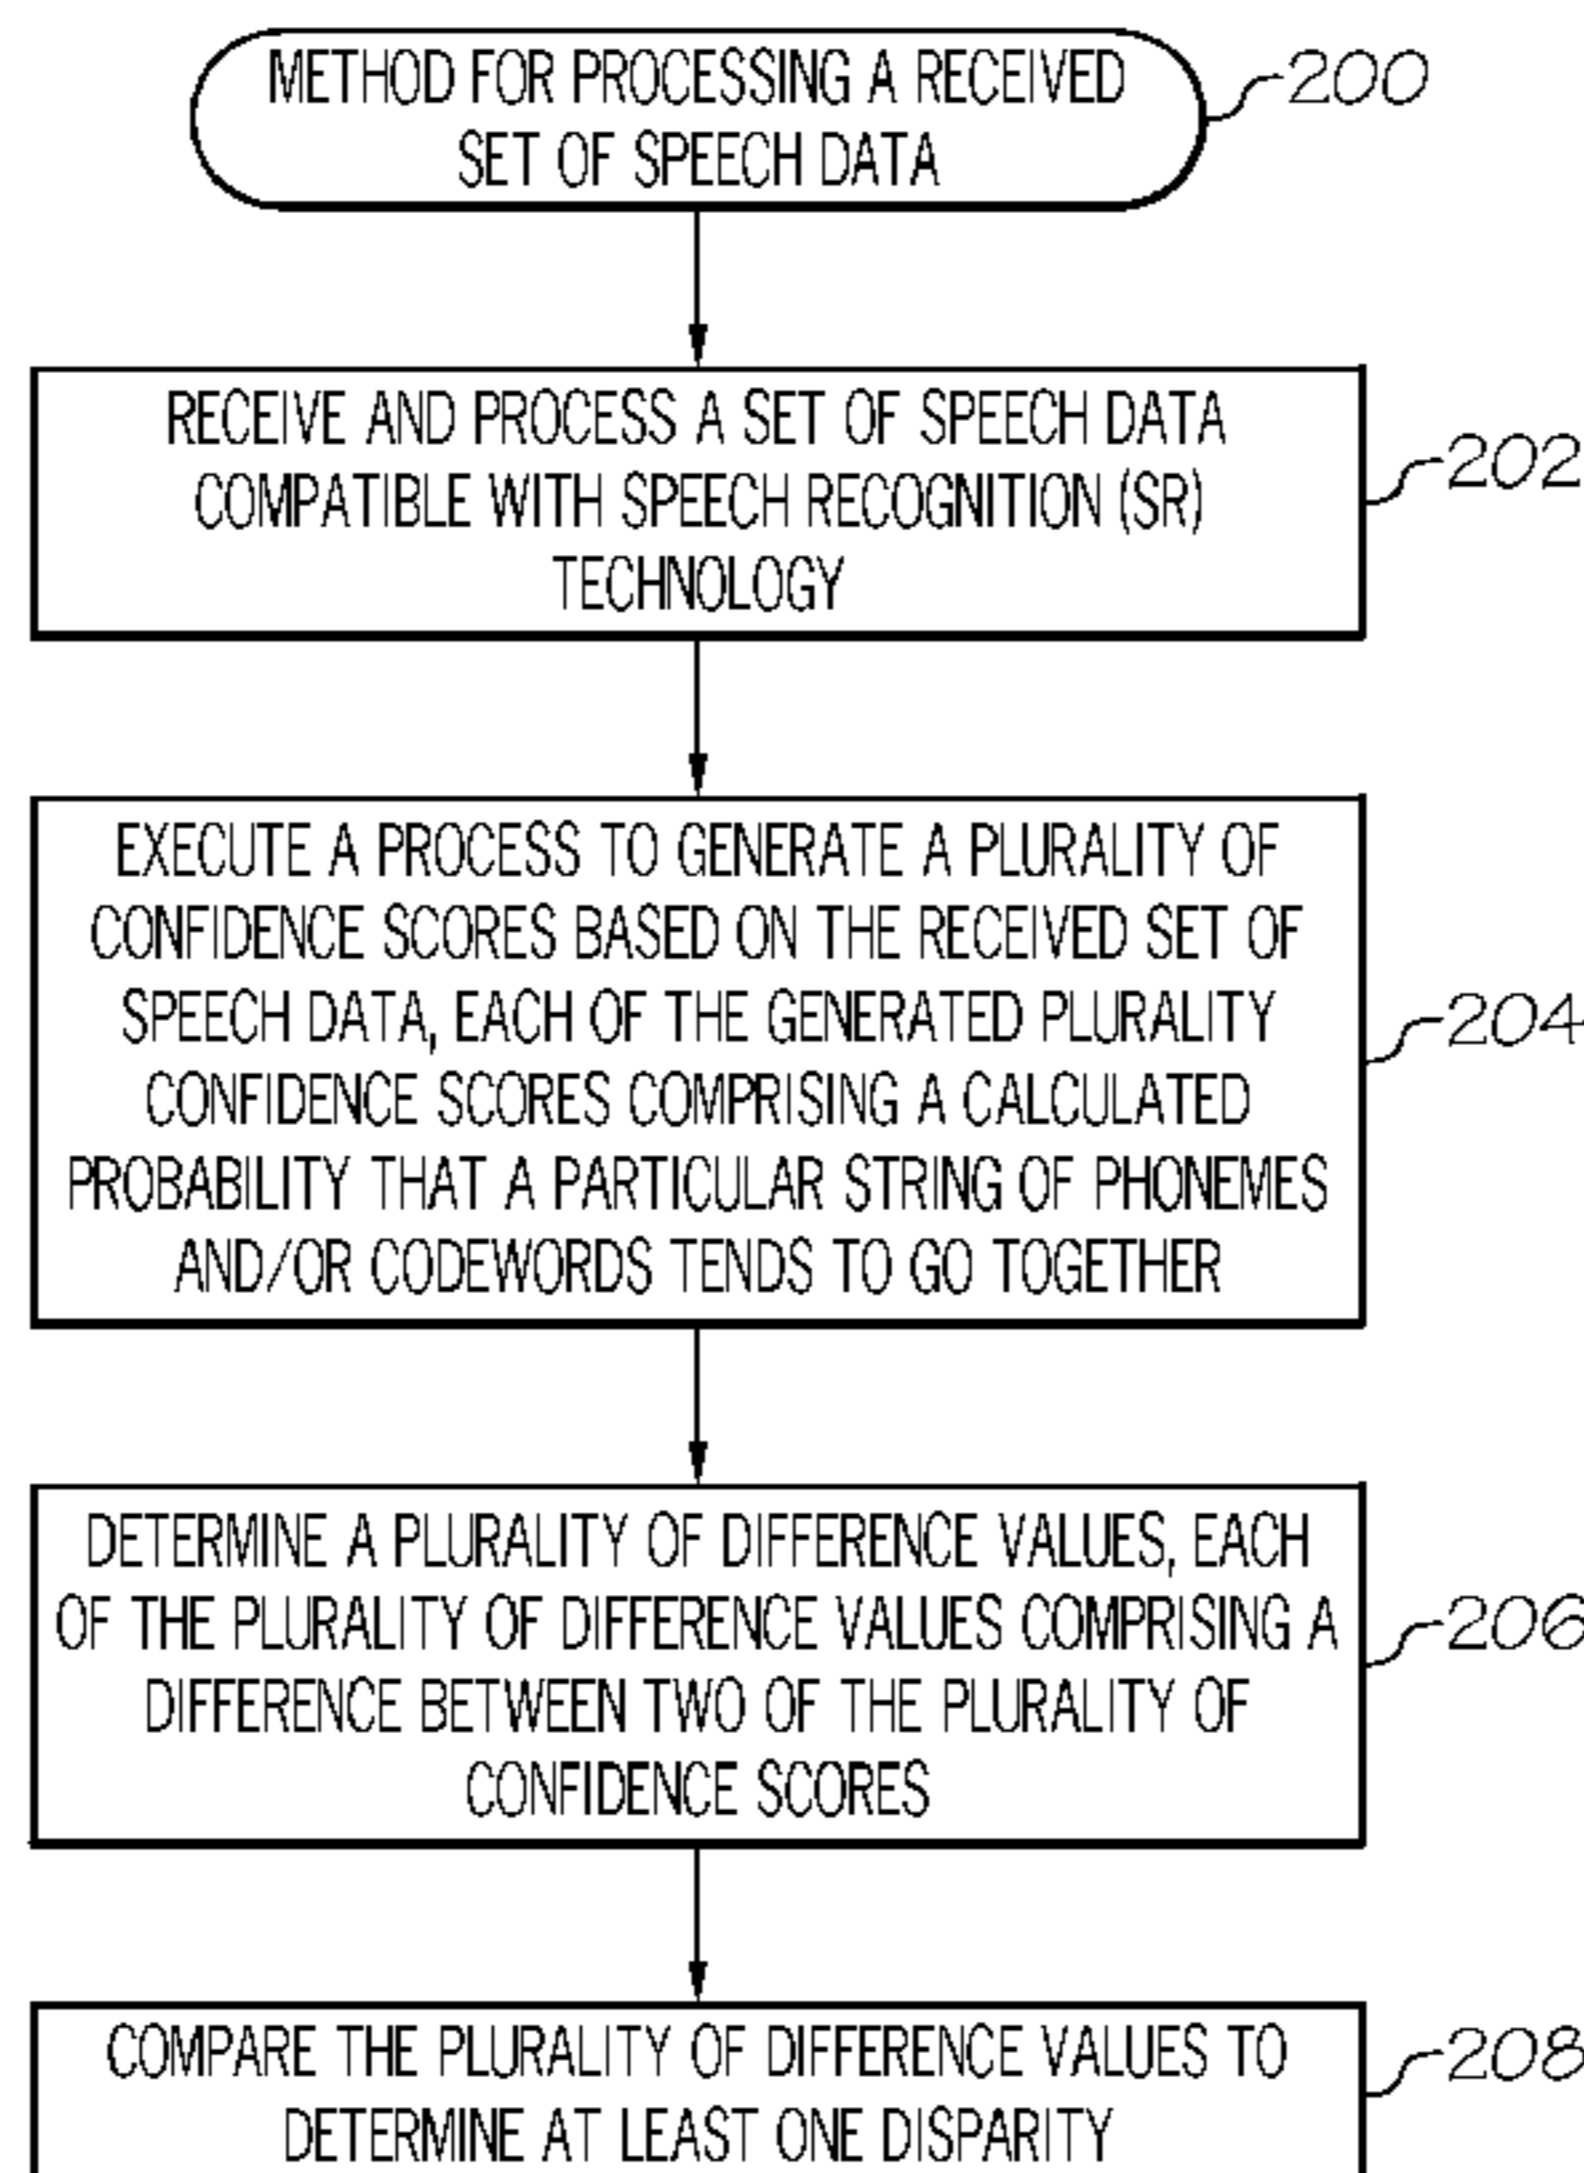 METHOD FOR PROCESSING A RECEIVED
SET OF SPEECH DATA
200
RECEIVE AND PROCESS A SET OF SPEECH DATA
COMPATIBLE WITH SPEECH RECOGNITION (SR)
TECHNOLOGY
202
EXECUTE A PROCESS TO GENERATE A PLURALITY OF
CONFIDENCE SCORES BASED ON THE RECEIVED SET OF
SPEECH DATA, EACH OF THE GENERATED PLURALITY
CONFIDENCE SCORES COMPRISING A CALCULATED
PROBABILITY THAT A PARTICULAR STRING OF PHONEMES
AND/OR CODEWORDS TENDS TO GO TOGETHER
204
DETERMINE A PLURALITY OF DIFFERENCE VALUES, EACH
OF THE PLURALITY OF DIFFERENCE VALUES COMPRISING A
DIFFERENCE BETWEEN TWO OF THE PLURALITY OF
CONFIDENCE SCORES
206
COMPARE THE PLURALITY OF DIFFERENCE VALUES TO
DETERMINE AT LEAST ONE DISPARITY
208